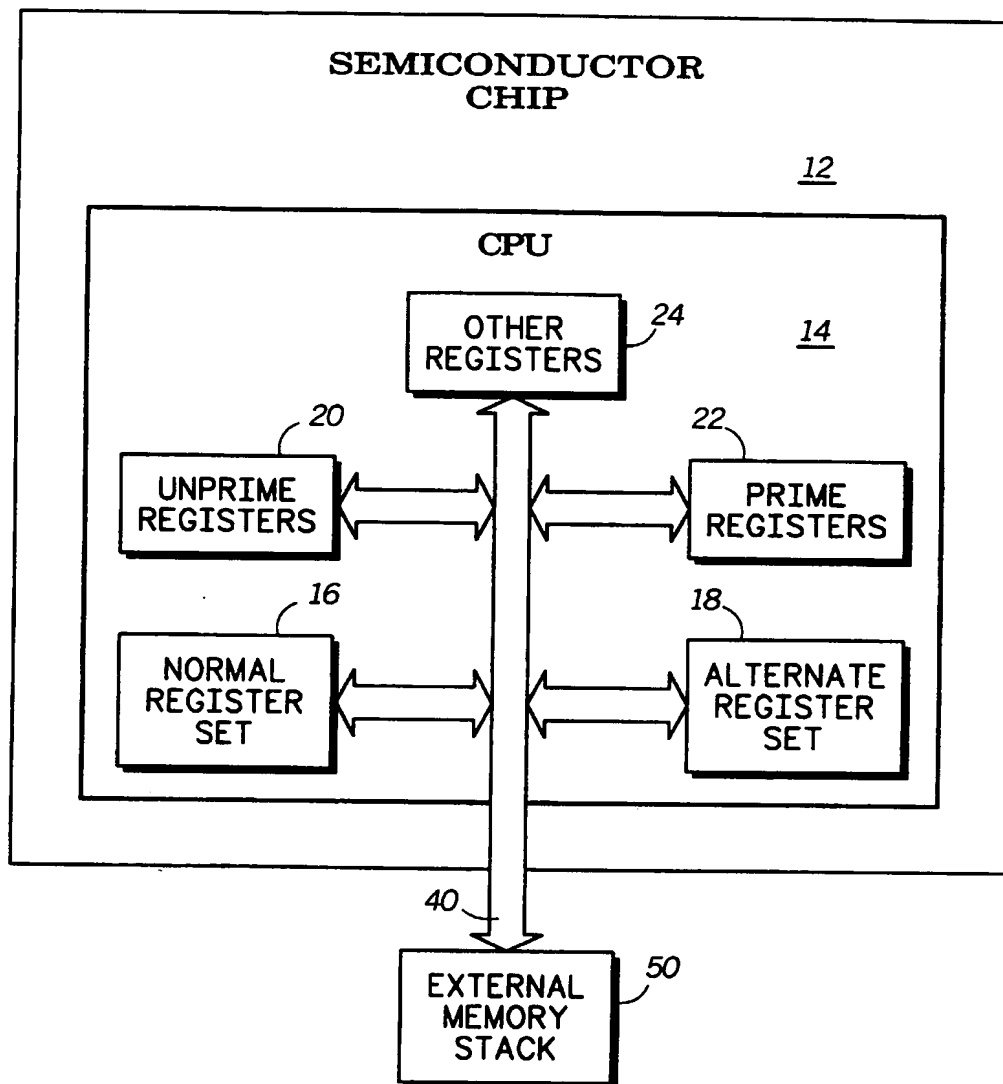 SEMICONDUCTOR
CHIP
12
CPU
14
OTHER
REGISTERS
24
20
UNPRIME
REGISTERS
22
PRIME
REGISTERS
16
NORMAL
REGISTER
SET
18
ALTERNATE
REGISTER
SET
40
EXTERNAL
MEMORY
STACK
50